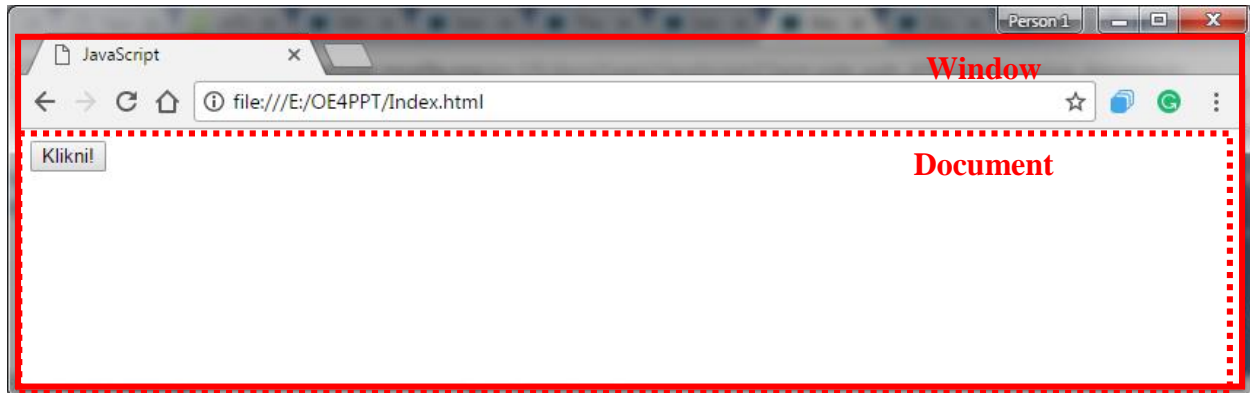 Person 1
JavaScript
Window
file:///E:/OE4PPT/Index.html
Klikni!
Document